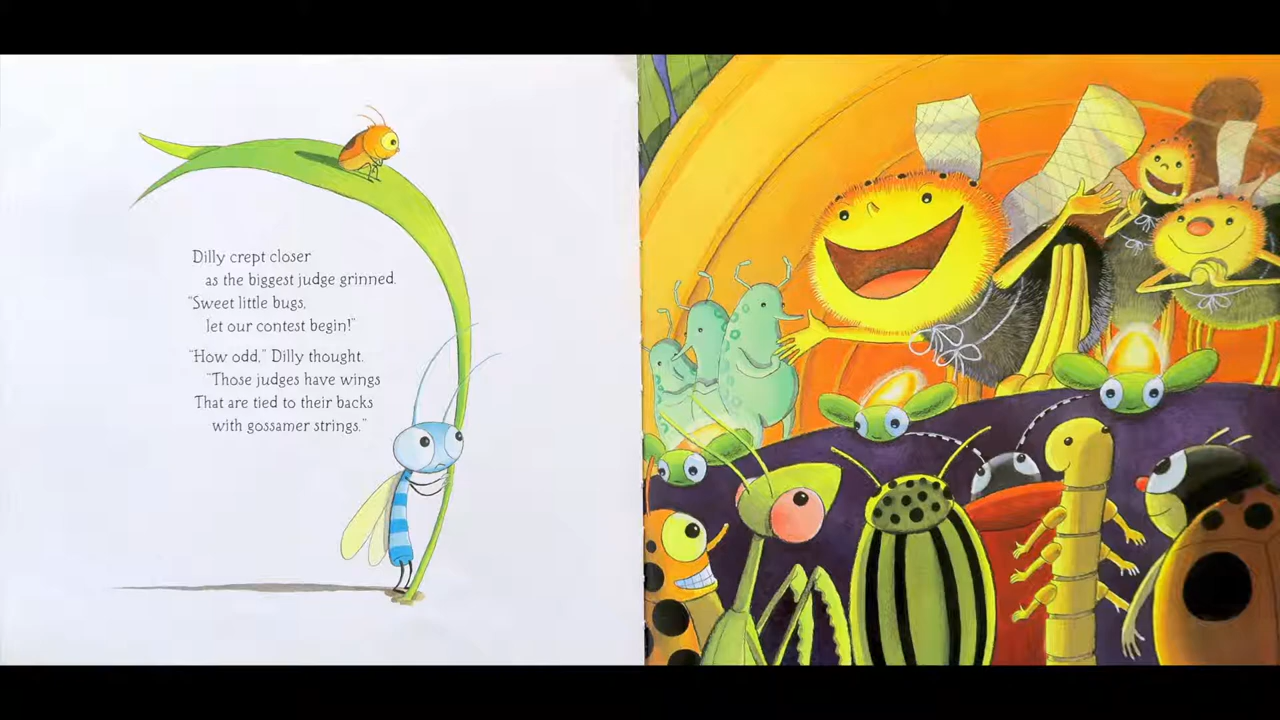 Dilly crept closer
as the biggest judge grinned.
“Sweet little bugs,
let our contest begin!”
“How odd,” Dilly thought.
“Those judges have wings
That are tied to their backs
with gossamer strings.”